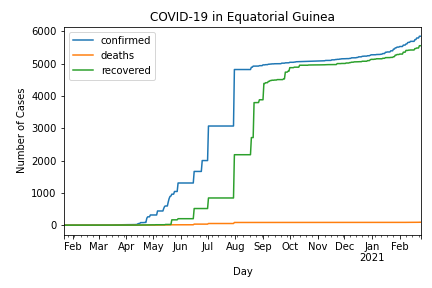 COVID-19 in Equatorial Guinea
confirmed
deaths
recovered
Number of Cases
6000
5000
4000
3000
2000
1000
0
Feb Mar Apr May Jun Jul Aug Sep Oct Nov Dec Jan Feb
2021
Day